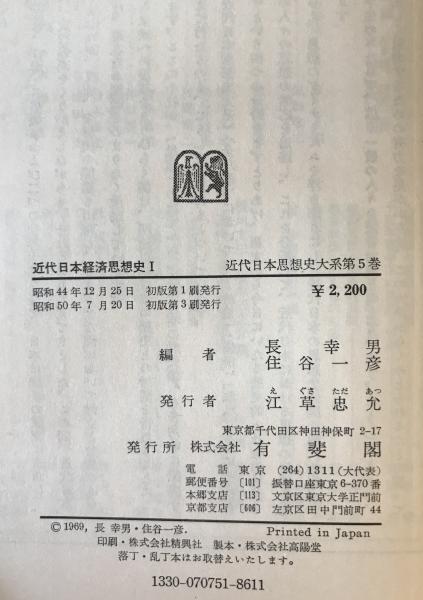 近代日本経済思想史 I 近代日本思想史大系第5巻
昭和44年12月25日 初版第1刷発行
昭和50年7月20日 初版第3刷発行
¥2,200
編者 長幸男
住谷一彦
え ぐさ ただ あつ
発行者 江草忠允
東京都千代田区神田神保町 2-17
発行所 株式会社 有斐閣
電話 東京 (264) 1311 (大代表)
郵便番号 〔101〕 振替口座東京6-370番
本郷支店 〔113〕 文京区東京大学正門前
京都支店 〔606〕 左京区田中門前町 44
©1969, 長 幸男・住谷一彦. Printed in Japan
印刷・株式会社精興社 製本・株式会社高陽堂
落丁・乱丁本はお取替えいたします。
1330-070751-8611